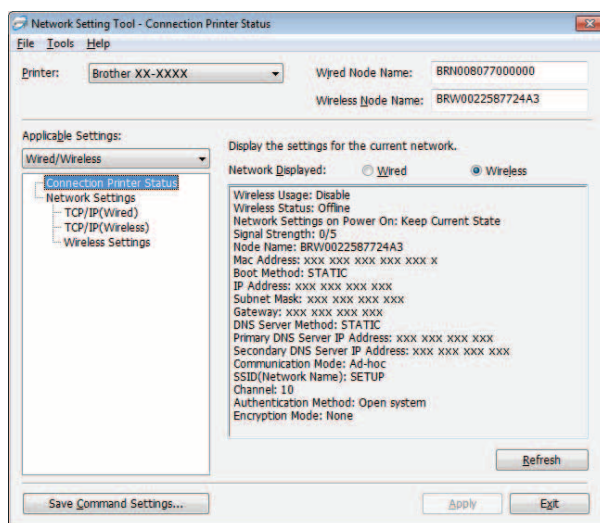 Network Setting Tool - Connection Printer Status
File Tools Help
Printer: Brother XX-XXXX
Wired Node Name: BRN008077000000
Wireless Node Name: BRW0022587724A3
Applicable Settings:
Wired/Wireless
Connection Printer Status
Network Settings
TCP/IP(Wired)
TCP/IP(Wireless)
Wireless Settings
Display the settings for the current network.
Network Displayed: Wired Wireless
Wireless Usage: Disable
Wireless Status: Offline
Network Settings on Power On: Keep Current State
Signal Strength: 0/5
Node Name: BRW0022587724A3
Mac Address: xxx xxx xxx xxx xxx x
Boot Method: STATIC
IP Address: xxx xxx xxx xxx
Subnet Mask: xxx xxx xxx xxx
Gateway: xxx xxx xxx xxx
DNS Server Method: STATIC
Primary DNS Server IP Address: xxx xxx xxx xxx
Secondary DNS Server IP Address: xxx xxx xxx xxx
Communication Mode: Ad-hoc
SSID(Network Name): SETUP
Channel: 10
Authentication Method: Open system
Encryption Mode: None
Refresh
Save Command Settings...
Apply
Exit